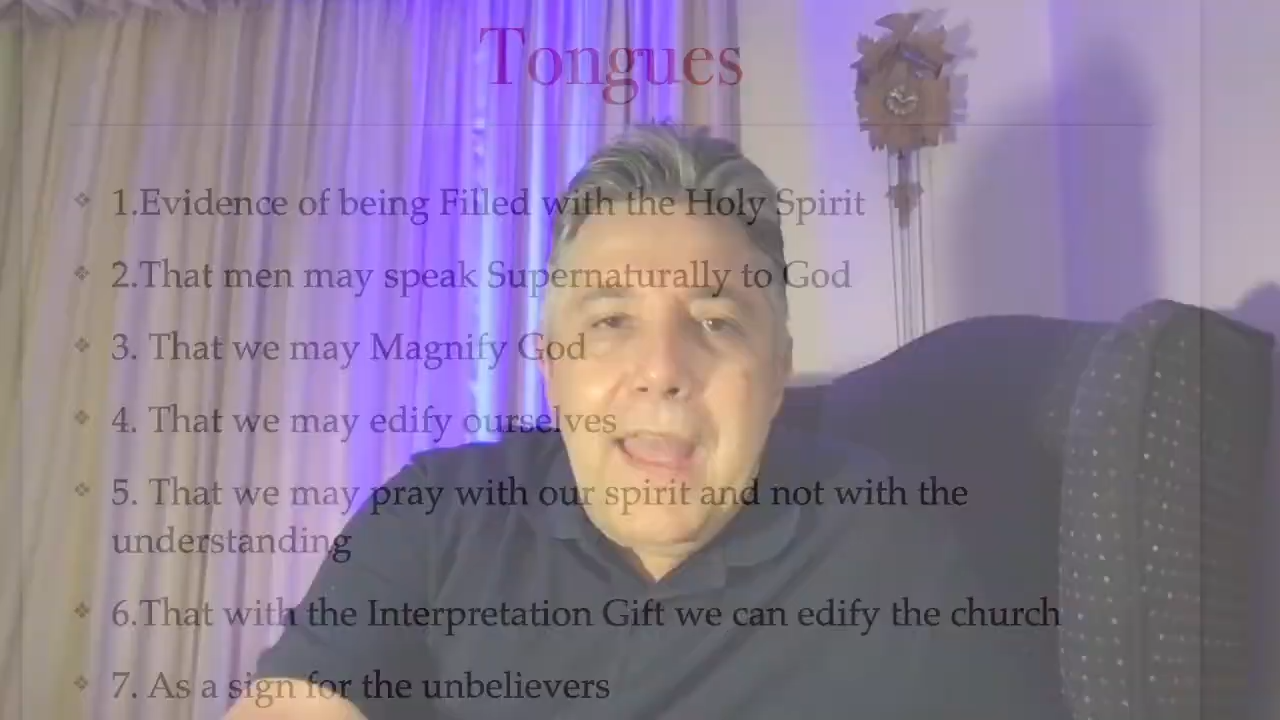 Tongues
1.Evidence of being Filled with the Holy Spirit
2.That men may speak Supernaturally to God
3. That we may Magnify God
4. That we may edify ourselves
5. That we may pray with our spirit and not with the
understanding
6.That with the Interpretation Gift we can edify the church
7. As a sign for the unbelievers